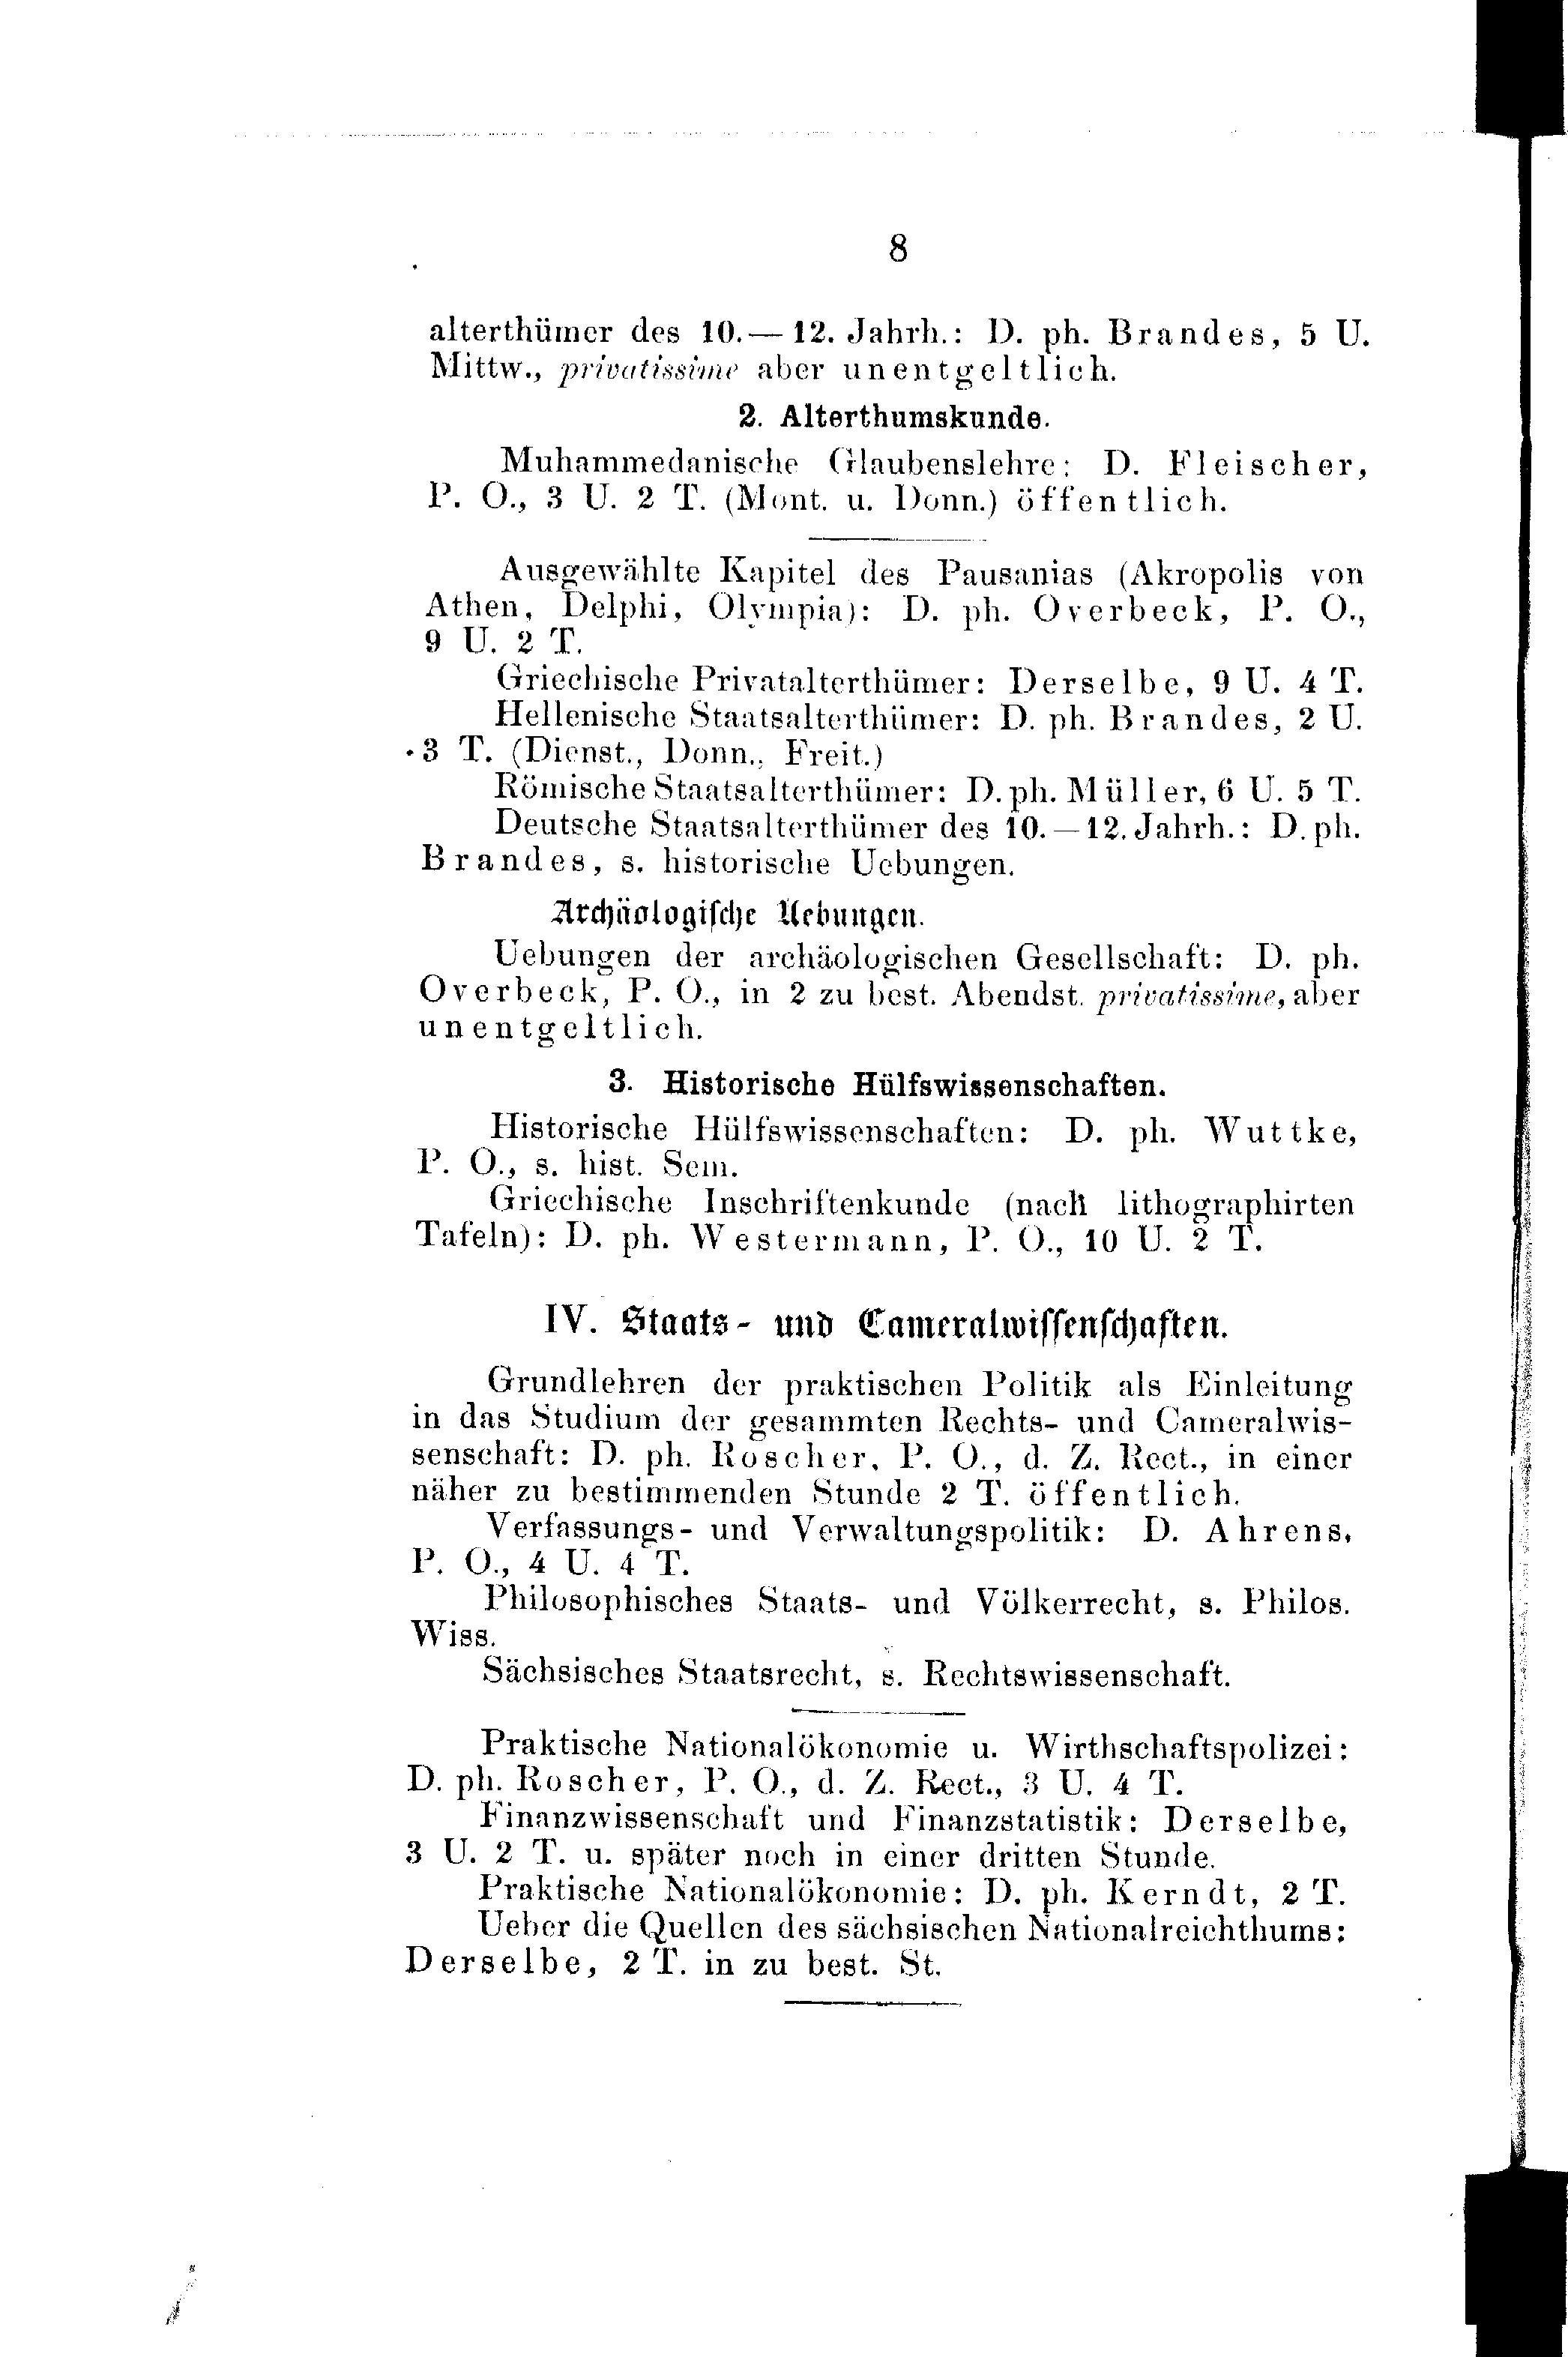 8
alterthümer des 10.— 12. Jahrh.: D. ph. Brandes, 5 U.
Mittw., privatissime aber unentgeltlich.
2. Alterthumskunde.
Muhammedanische Glaubenslehre: D. Fleischer,
P. O., 3 U. 2 T. (Mont. u. Donn.) öffentlich.
Ausgewählte Kapitel des Pausanias (Akropolis von
Athen, Delphi, Olympia): D. ph. Overbeck, P. O.,
9 U. 2 T.
Griechische Privatalterthümer: Derselbe, 9 U. 4 T.
Hellenische Staatsalterthümer: D. ph. Brandes, 2 U.
3 T. (Dienst., Donn., Freit.)
Römische Staatsalterthümer: D. ph. Müller, 6 U. 5 T.
Deutsche Staatsalterthümer des 10.—12. Jahrh.: D. ph.
Brandes, s. historische Uebungen.
Archäologische Uebungen.
Uebungen der archäologischen Gesellschaft: D. ph.
Overbeck, P. O., in 2 zu best. Abendst. privatissime, aber
unentgeltlich.
3. Historische Hülfswissenschaften.
Historische Hülfswissenschaften: D. ph. Wuttke,
P. O., s. hist. Sem.
Griechische Inschriftenkunde (nach lithographirten
Tafeln): D. ph. Westermann, P. O., 10 U. 2 T.
IV. Staats- und Cameralwissenschaften.
Grundlehren der praktischen Politik als Einleitung
in das Studium der gesammten Rechts- und Cameralwis-
senschaft: D. ph. Roscher, P. O., d. Z. Rect., in einer
näher zu bestimmenden Stunde 2 T. öffentlich.
Verfassungs- und Verwaltungspolitik: D. Ahrens,
P. O., 4 U. 4 T.
Philosophisches Staats- und Völkerrecht, s. Philos.
Wiss.
Sächsisches Staatsrecht, s. Rechtswissenschaft.
Praktische Nationalökonomie u. Wirthschaftspolizei:
D. ph. Roscher, P. O., d. Z. Rect., 3 U. 4 T.
Finanzwissenschaft und Finanzstatistik: Derselbe,
3 U. 2 T. u. später noch in einer dritten Stunde.
Praktische Nationalökonomie: D. ph. Kerndt, 2 T.
Ueber die Quellen des sächsischen Nationalreichthums:
Derselbe, 2 T. in zu best. St.